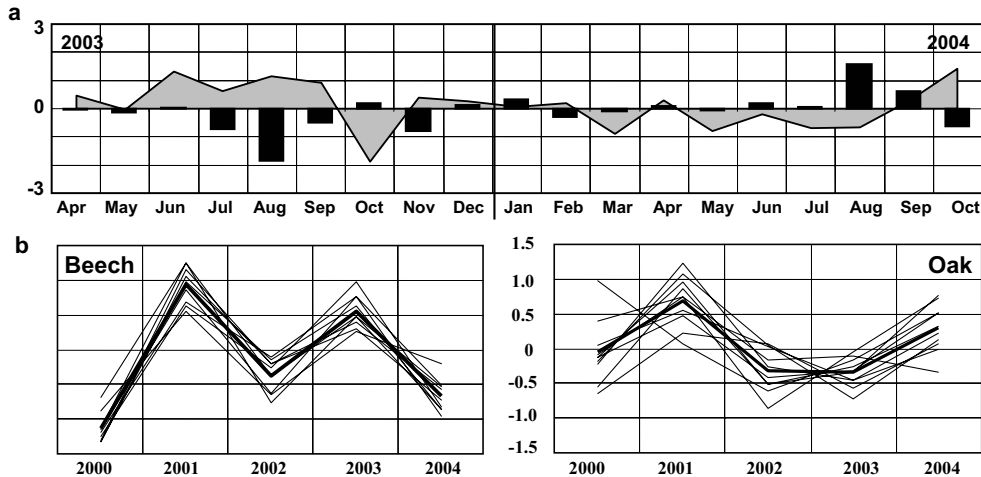 a
3
2003 2004
0
-3
Apr May Jun Jul Aug Sep Oct Nov Dec Jan Feb Mar Apr May Jun Jul Aug Sep Oct
b
Beech
2000 2001 2002 2003 2004
Oak
1.5
1.0
0.5
0
-0.5
-1.0
-1.5
2000 2001 2002 2003 2004